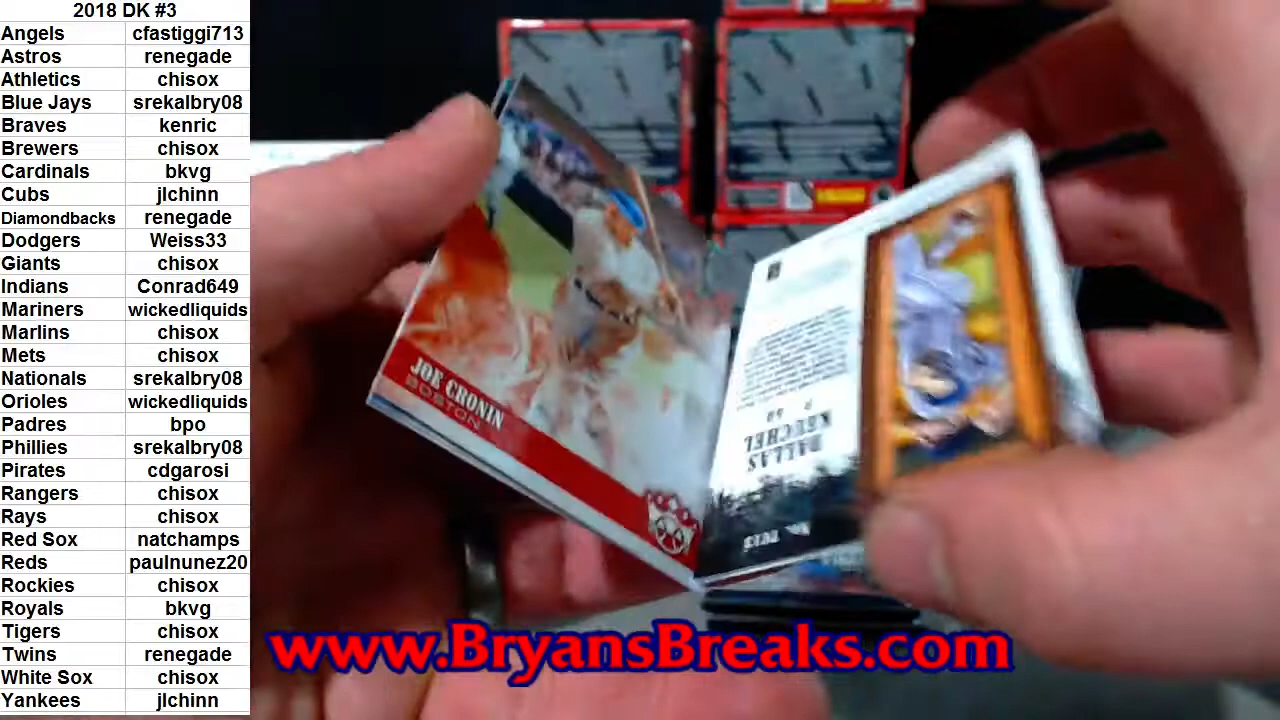 2018 DK #3
Angels cfastiggi713
Astros renegade
Athletics chisox
Blue Jays srekalbry08
Braves kenric
Brewers chisox
Cardinals bkvg
Cubs jlchinn
Diamondbacks renegade
Dodgers Weiss33
Giants chisox
Indians Conrad649
Mariners wickedliquids
Marlins chisox
Mets chisox
Nationals srekalbry08
Orioles wickedliquids
Padres bpo
Phillies srekalbry08
Pirates cdgarosi
Rangers chisox
Rays chisox
Red Sox natchamps
Reds paulnunez20
Rockies chisox
Royals bkvg
Tigers chisox
Twins renegade
White Sox chisox
Yankees jlchinn
JOE CRONIN
BOSTON
DALLAS
KEUCHEL
www.BryansBreaks.com